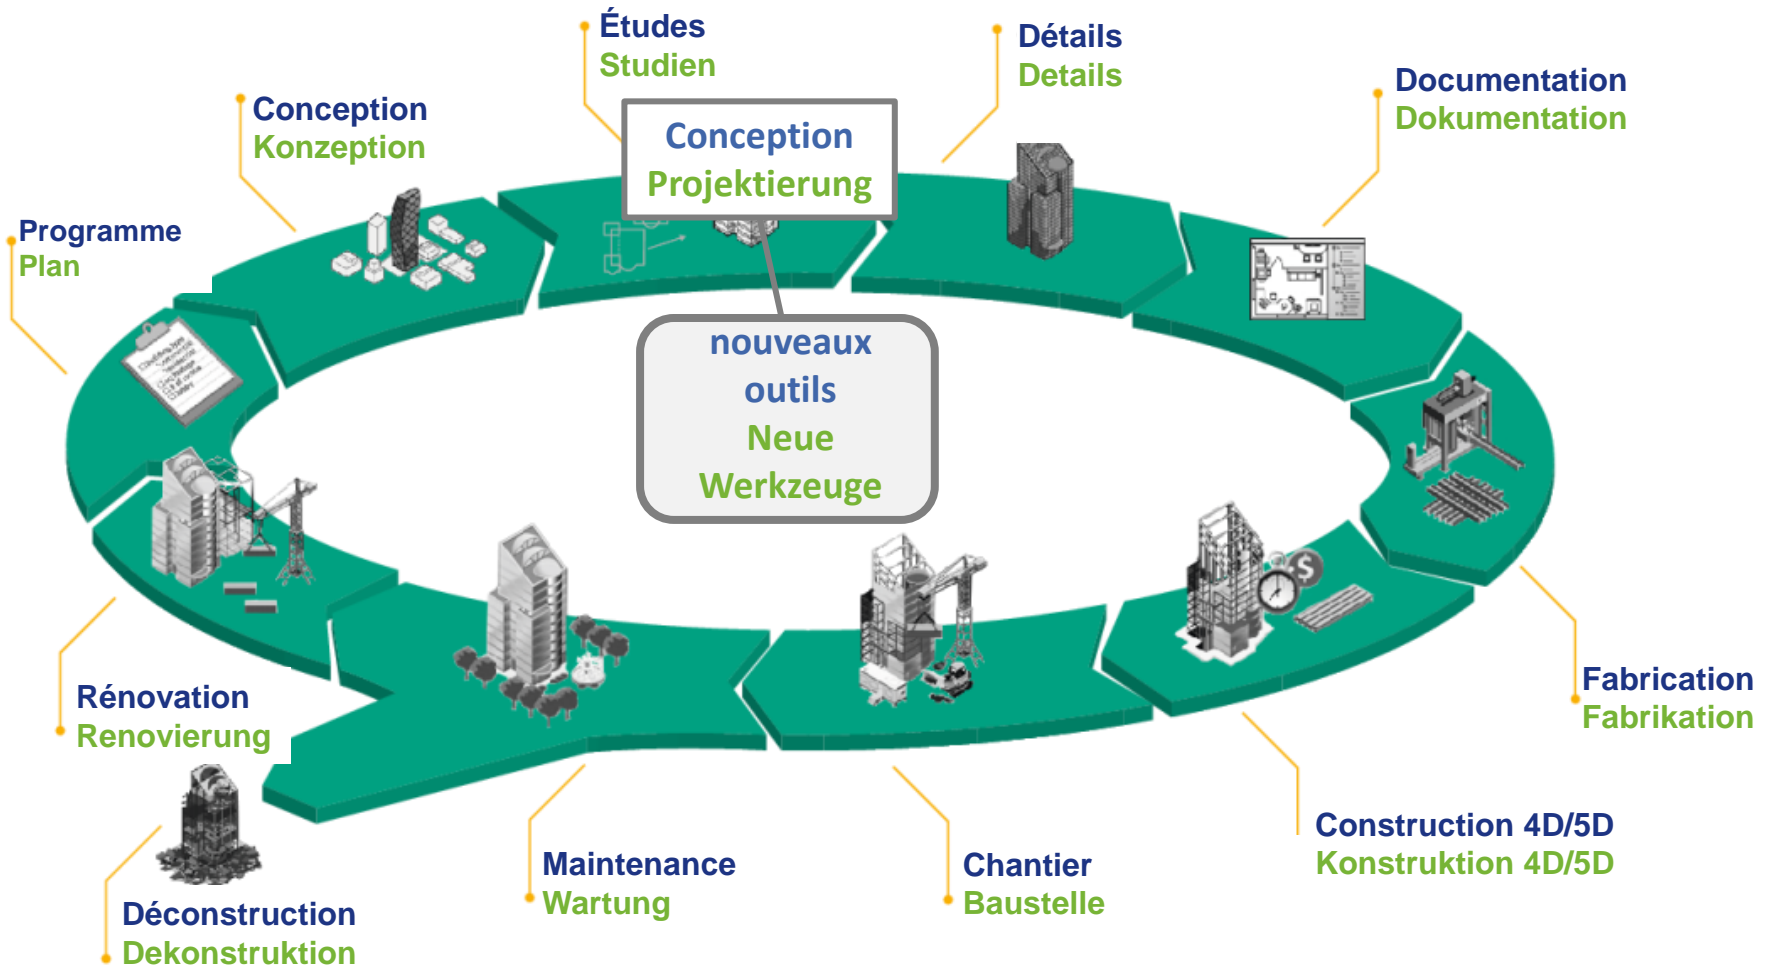 Études
Studien
Détails
Details
Documentation
Dokumentation
Conception
Konzeption
Conception
Projektierung
Programme
Plan
nouveaux
outils
Neue
Werkzeuge
$
Rénovation
Renovierung
Fabrication
Fabrikation
Construction 4D/5D
Konstruktion 4D/5D
Maintenance
Wartung
Chantier
Baustelle
Déconstruction
Dekonstruktion